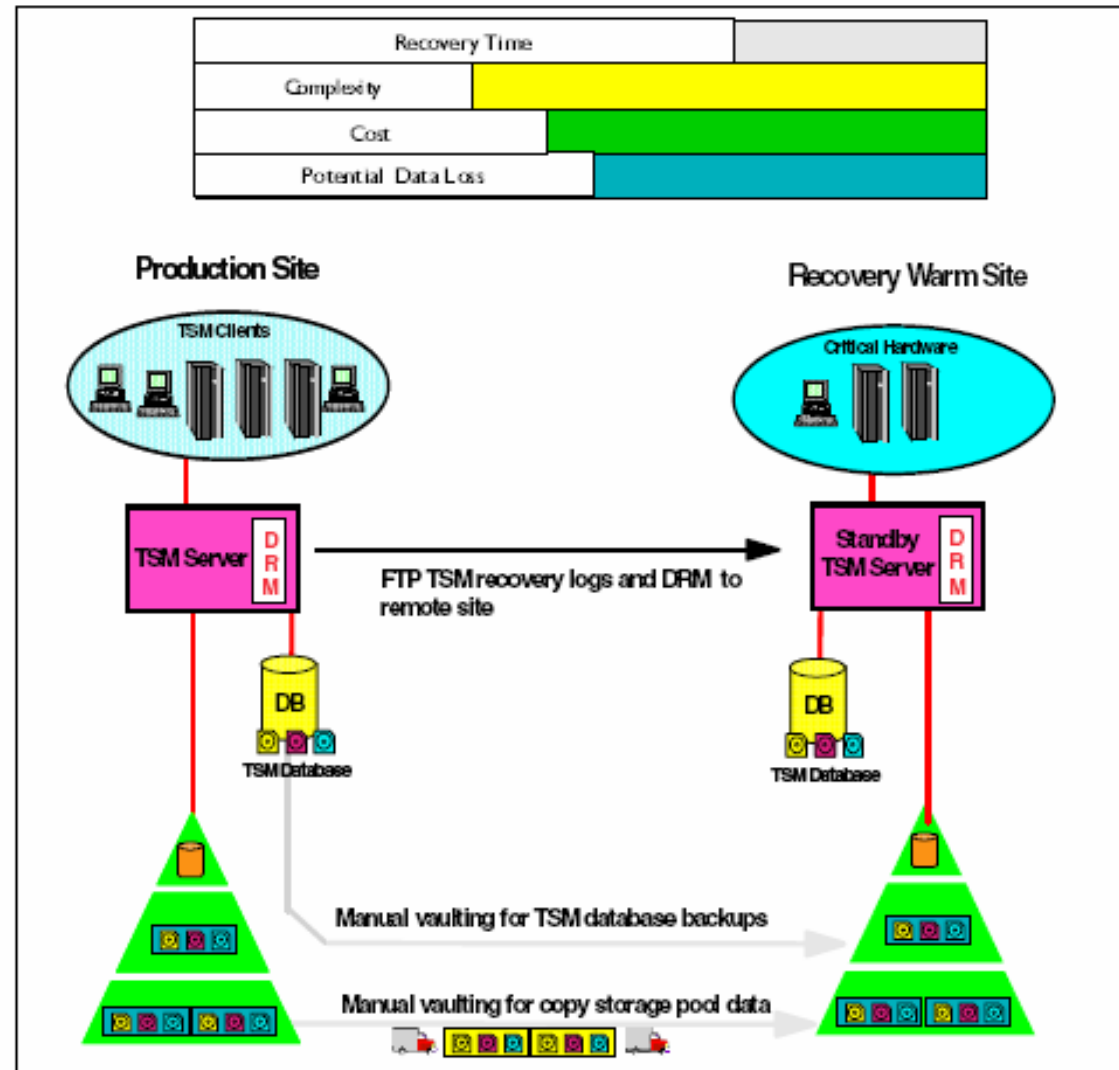 Recovery Time
Complexity
Cost
Potential Data Loss
Production Site
Recovery Warm Site
TSM Clients
Critical Hardware
TSM Server
D
R
M
FTP TSM recovery logs and DRM to
remote site
Standby
TSM Server
D
R
M
DB
TSM Database
DB
TSM Database
Manual vaulting for TSM database backups
Manual vaulting for copy storage pool data